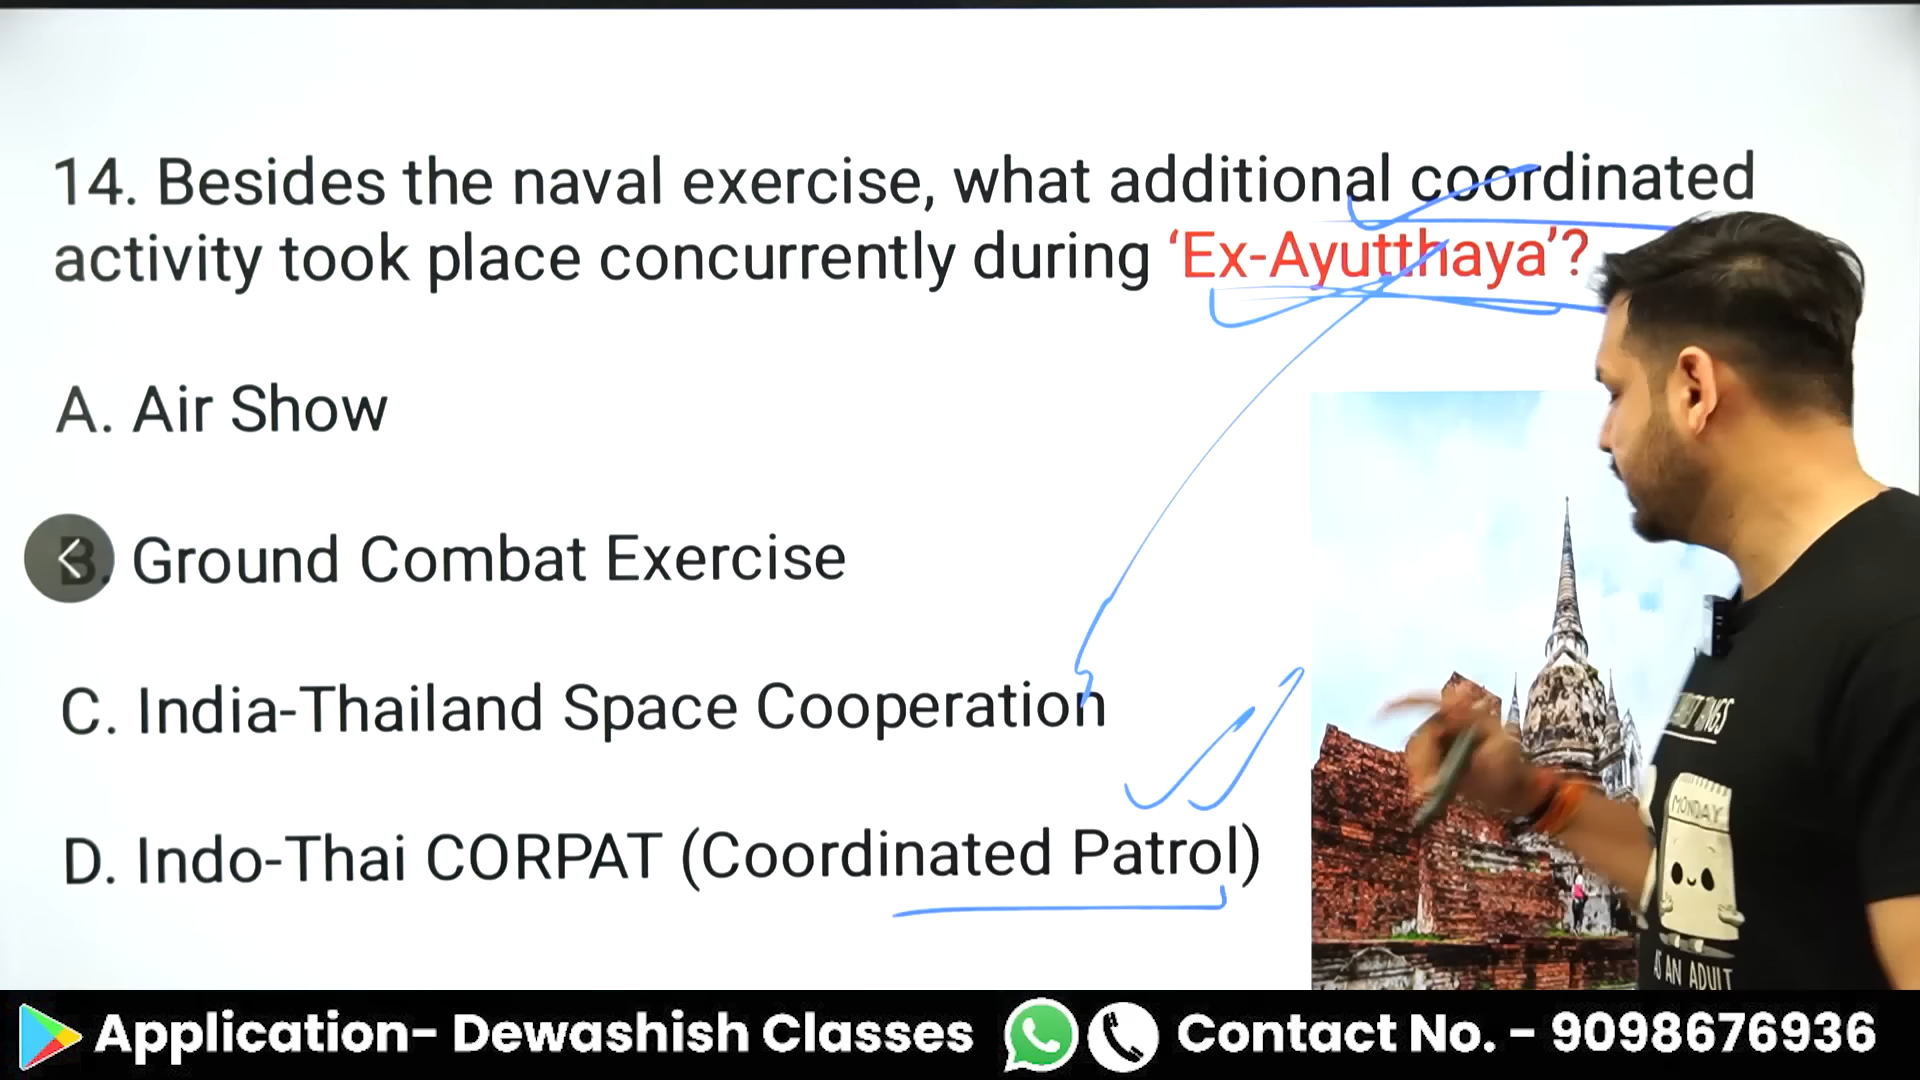 14. Besides the naval exercise, what additional coordinated
activity took place concurrently during ‘Ex-Ayutthaya’?
A. Air Show
B. Ground Combat Exercise
C. India-Thailand Space Cooperation
D. Indo-Thai CORPAT (Coordinated Patrol)
MONDAY
AS AN ADULT
Application- Dewashish Classes
Contact No. - 9098676936